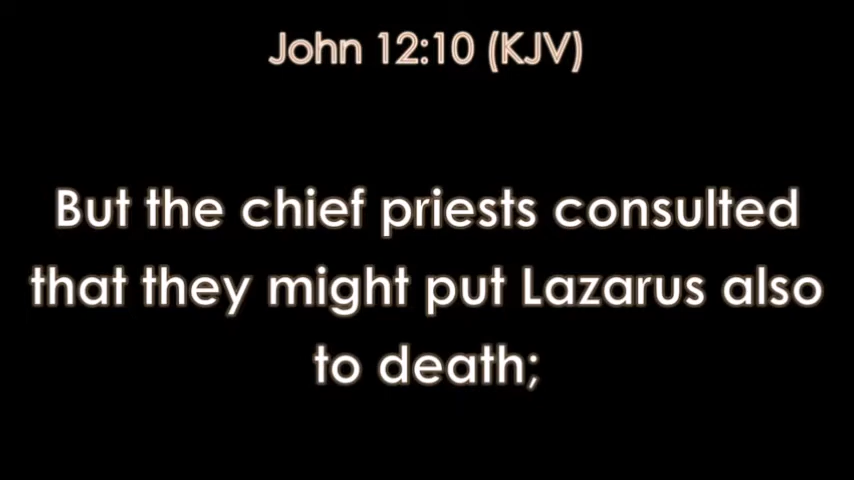 John 12:10 (KJV)
But the chief priests consulted
that they might put Lazarus also
to death;